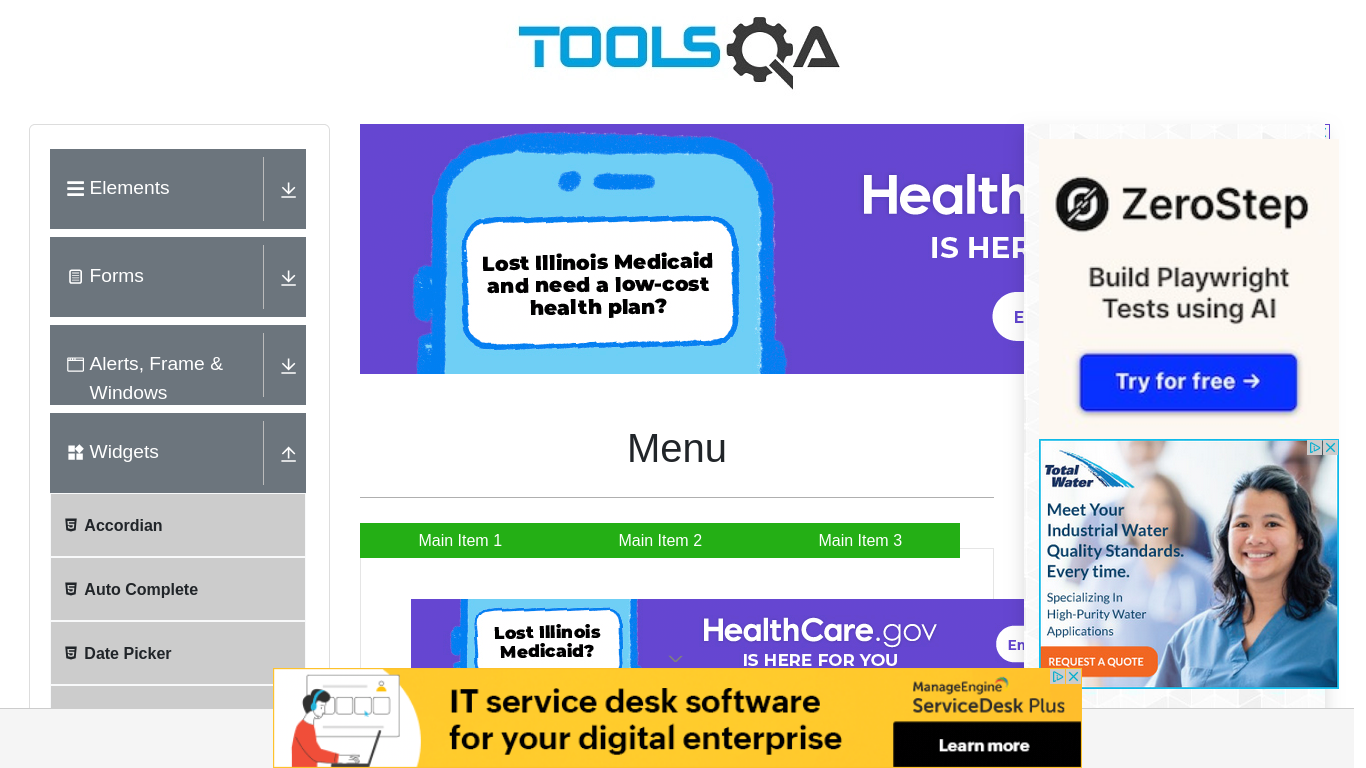 TOOLSQA
Elements
Forms
Alerts, Frame &
Windows
Widgets
Accordian
Auto Complete
Date Picker
Lost Illinois Medicaid
and need a low-cost
health plan?
Health
IS HER
E
Menu
Main Item 1
Main Item 2
Main Item 3
Lost Illinois
Medicaid?
HealthCare.gov
IS HERE FOR YOU
En
ZeroStep
Build Playwright
Tests using AI
Try for free →
Total
Water
Meet Your
Industrial Water
Quality Standards.
Every time.
Specializing In
High-Purity Water
Applications
REQUEST A QUOTE
IT service desk software
for your digital enterprise
ManageEngine
ServiceDesk Plus
Learn more